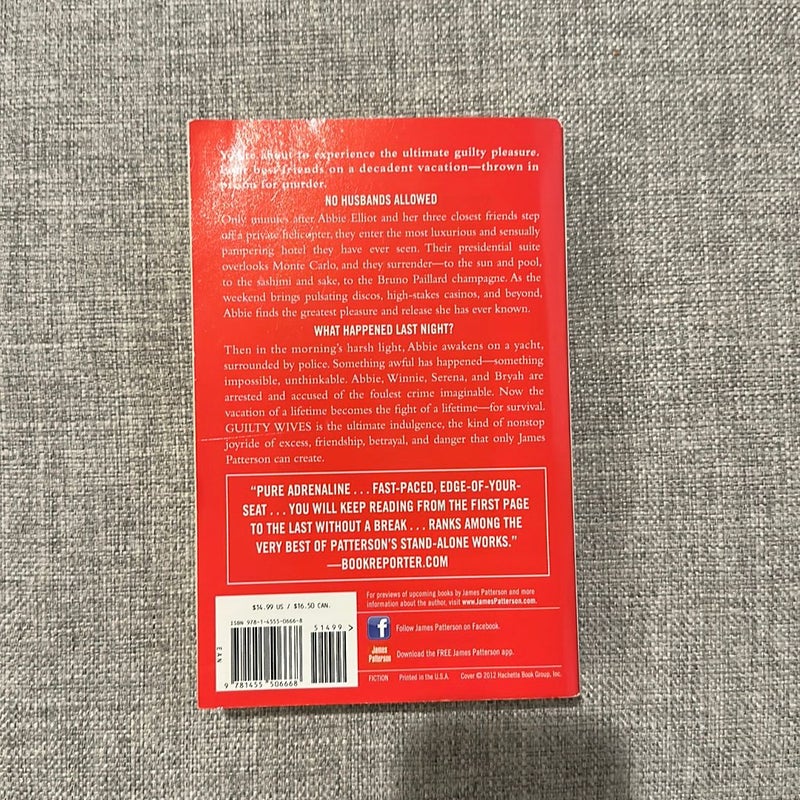 You're about to experience the ultimate guilty pleasure.
Four best friends on a decadent vacation—thrown in
prison for murder.
NO HUSBANDS ALLOWED
Only minutes after Abbie Elliot and her three closest friends step
off a private helicopter, they enter the most luxurious and sensually
pampering hotel they have ever seen. Their presidential suite
overlooks Monte Carlo, and they surrender—to the sun and pool,
to the sashimi and sake, to the Bruno Paillard champagne. As the
weekend brings pulsating discos, high-stakes casinos, and beyond,
Abbie finds the greatest pleasure and release she has ever known.
WHAT HAPPENED LAST NIGHT?
Then in the morning's harsh light, Abbie awakens on a yacht,
surrounded by police. Something awful has happened—something
impossible, unthinkable. Abbie, Winnie, Serena, and Bryah are
arrested and accused of the foulest crime imaginable. Now the
vacation of a lifetime becomes the fight of a lifetime—for survival.
GUILTY WIVES is the ultimate indulgence, the kind of nonstop
joyride of excess, friendship, betrayal, and danger that only James
Patterson can create.
"PURE ADRENALINE . . . FAST-PACED, EDGE-OF-YOUR-
SEAT . . . YOU WILL KEEP READING FROM THE FIRST PAGE
TO THE LAST WITHOUT A BREAK . . . RANKS AMONG THE
VERY BEST OF PATTERSON'S STAND-ALONE WORKS."
—BOOKREPORTER.COM
$14.99 US / $16.50 CAN.
ISBN 978-1-4555-0666-8
51499 >
EAN
9 781455 506668
For previews of upcoming books by James Patterson and more
information about the author, visit www.JamesPatterson.com.
f
Follow James Patterson on Facebook.
James
Patterson
Download the FREE James Patterson app.
FICTION Printed in the U.S.A. Cover © 2012 Hachette Book Group, Inc.